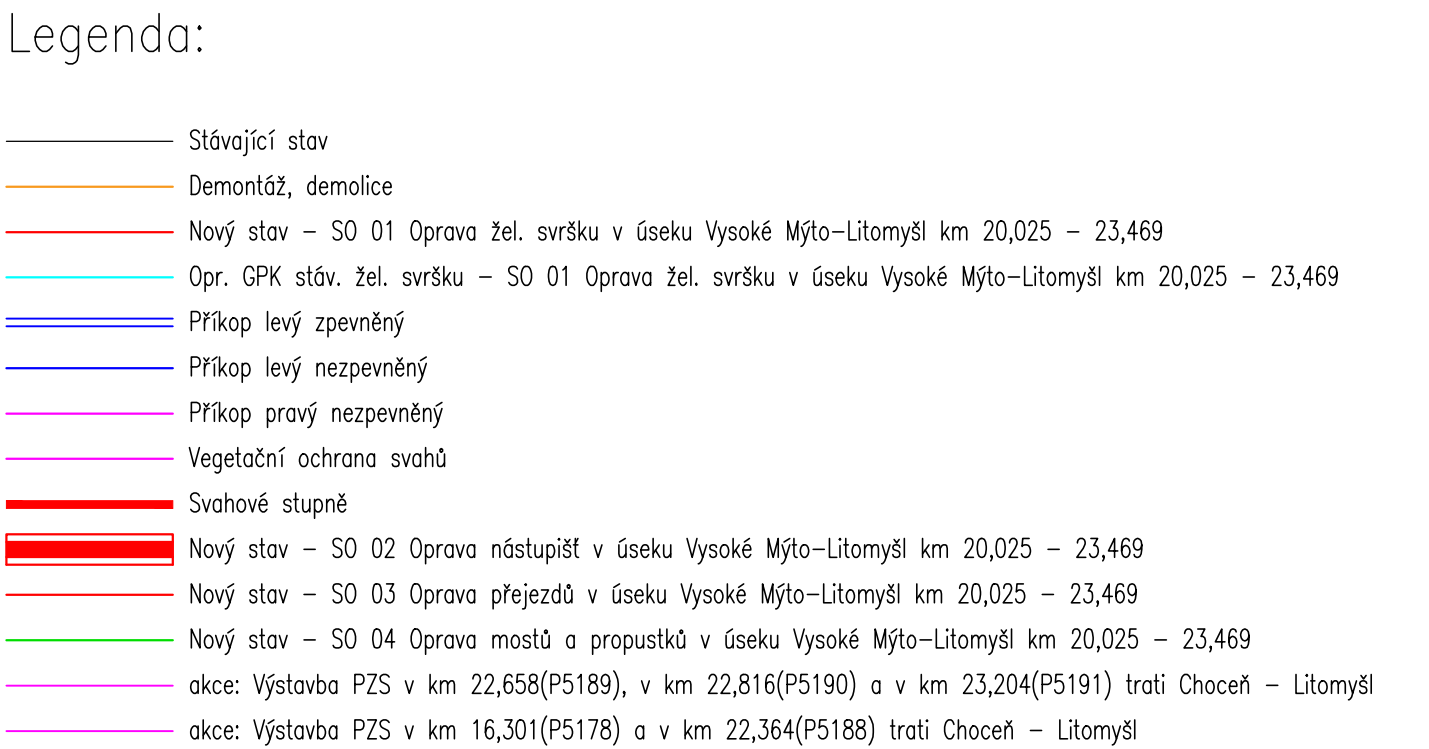 Legenda:
Stávající stav
Demontáž, demolice
Nový stav – SO 01 Oprava žel. svršku v úseku Vysoké Mýto–Litomyšl km 20,025 – 23,469
Opr. GPK stáv. žel. svršku – SO 01 Oprava žel. svršku v úseku Vysoké Mýto–Litomyšl km 20,025 – 23,469
Příkop levý zpevněný
Příkop levý nezpevněný
Příkop pravý nezpevněný
Vegetační ochrana svahů
Svahové stupně
Nový stav – SO 02 Oprava nástupišť v úseku Vysoké Mýto–Litomyšl km 20,025 – 23,469
Nový stav – SO 03 Oprava přejezdů v úseku Vysoké Mýto–Litomyšl km 20,025 – 23,469
Nový stav – SO 04 Oprava mostů a propustků v úseku Vysoké Mýto–Litomyšl km 20,025 – 23,469
akce: Výstavba PZS v km 22,658(P5189), v km 22,816(P5190) a v km 23,204(P5191) trati Choceň – Litomyšl
akce: Výstavba PZS v km 16,301(P5178) a v km 22,364(P5188) trati Choceň – Litomyšl